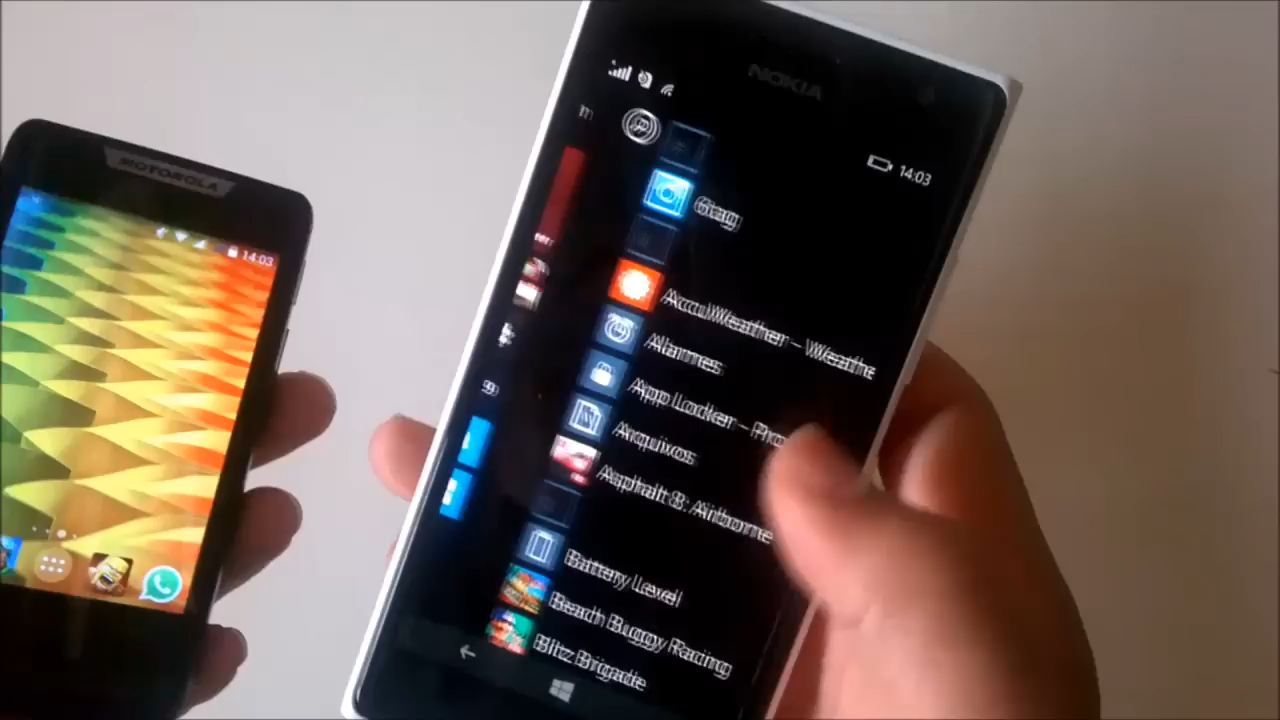 MOTOROLA
14:03
NOKIA
14:03
6tag
AccuWeather – Weathe
Alarmes
App Locker – Pro
Arquivos
Asphalt 8: Airborne
Battery Level
Beach Buggy Racing
Blitz Brigade